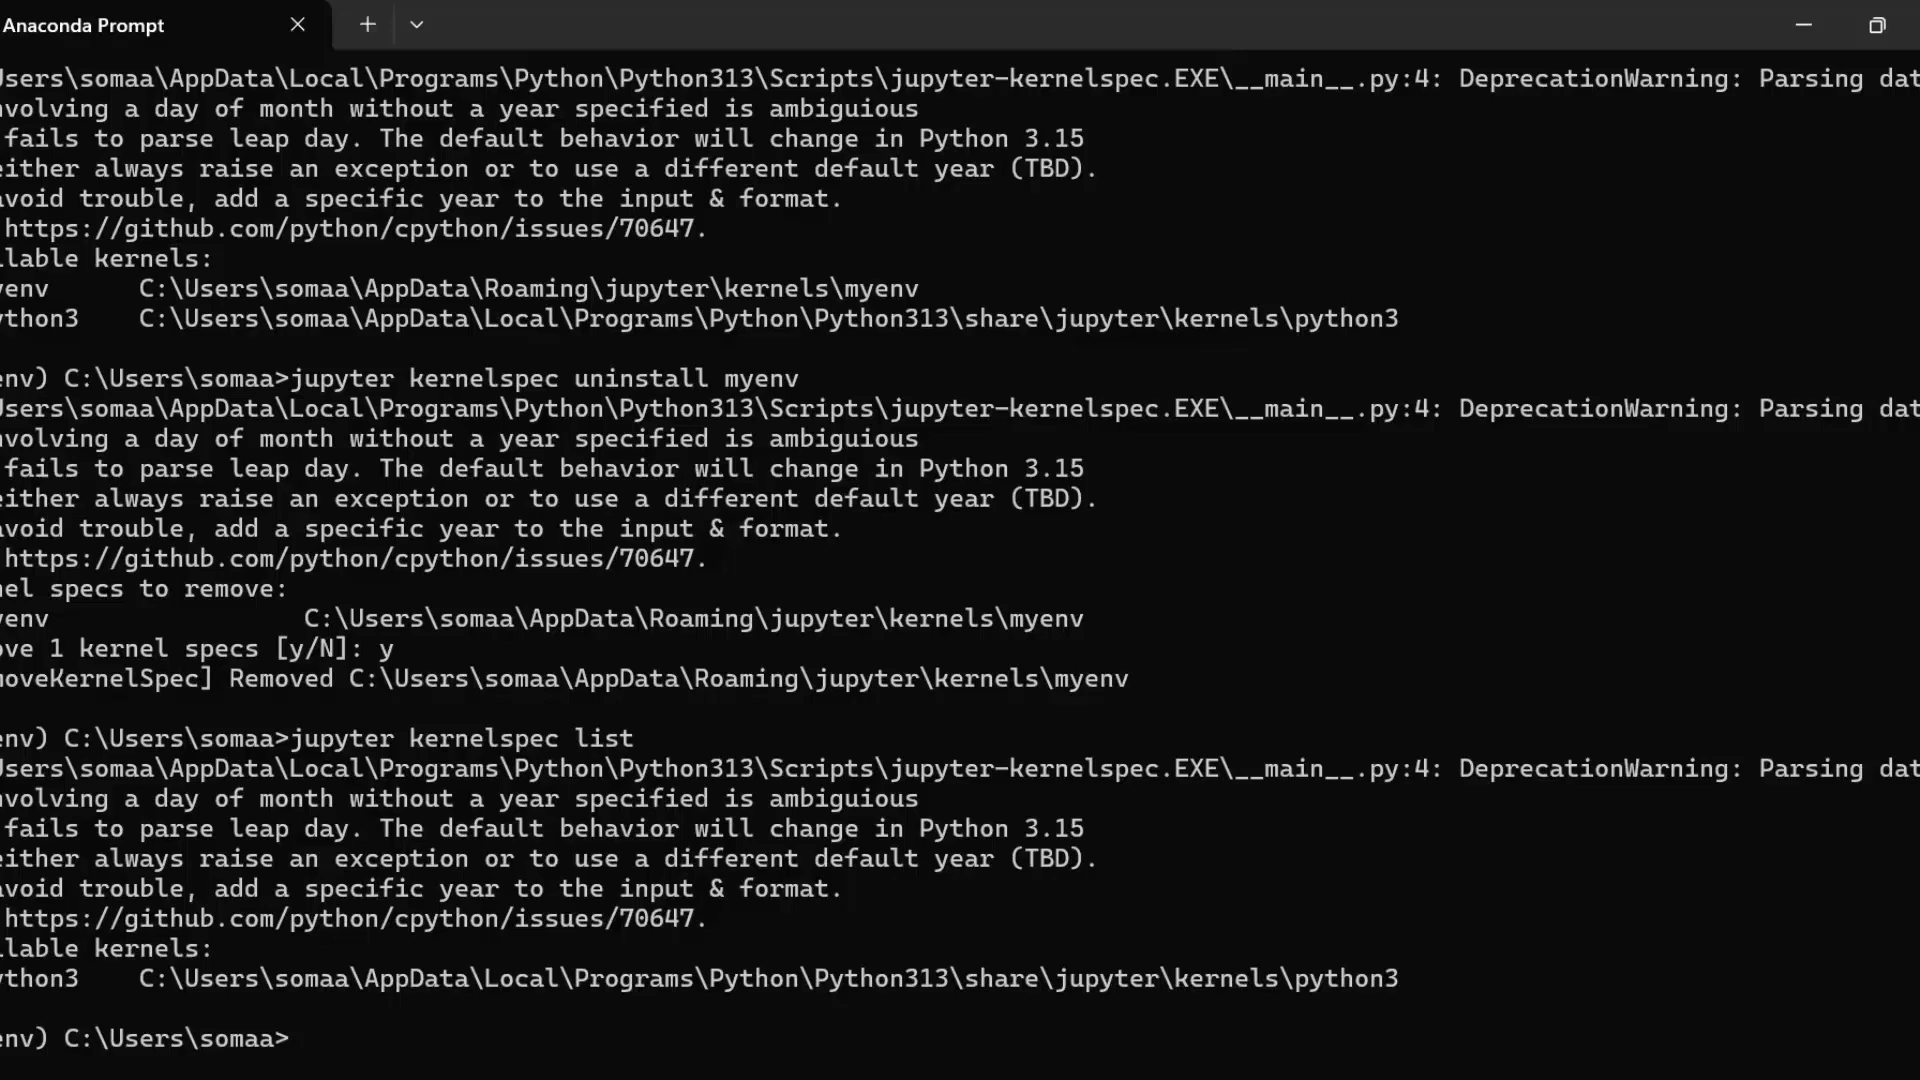 Anaconda Prompt
Users\somaa\AppData\Local\Programs\Python\Python313\Scripts\jupyter-kernelspec.EXE\__main__.py:4: DeprecationWarning: Parsing dat
nvolving a day of month without a year specified is ambiguious
fails to parse leap day. The default behavior will change in Python 3.15
either always raise an exception or to use a different default year (TBD).
avoid trouble, add a specific year to the input & format.
https://github.com/python/cpython/issues/70647.
lable kernels:
yenv C:\Users\somaa\AppData\Roaming\jupyter\kernels\myenv
ython3 C:\Users\somaa\AppData\Local\Programs\Python\Python313\share\jupyter\kernels\python3
env) C:\Users\somaa>jupyter kernelspec uninstall myenv
Users\somaa\AppData\Local\Programs\Python\Python313\Scripts\jupyter-kernelspec.EXE\__main__.py:4: DeprecationWarning: Parsing dat
nvolving a day of month without a year specified is ambiguious
fails to parse leap day. The default behavior will change in Python 3.15
either always raise an exception or to use a different default year (TBD).
avoid trouble, add a specific year to the input & format.
https://github.com/python/cpython/issues/70647.
nel specs to remove:
yenv C:\Users\somaa\AppData\Roaming\jupyter\kernels\myenv
ove 1 kernel specs [y/N]: y
moveKernelSpec] Removed C:\Users\somaa\AppData\Roaming\jupyter\kernels\myenv
env) C:\Users\somaa>jupyter kernelspec list
Users\somaa\AppData\Local\Programs\Python\Python313\Scripts\jupyter-kernelspec.EXE\__main__.py:4: DeprecationWarning: Parsing dat
nvolving a day of month without a year specified is ambiguious
fails to parse leap day. The default behavior will change in Python 3.15
either always raise an exception or to use a different default year (TBD).
avoid trouble, add a specific year to the input & format.
https://github.com/python/cpython/issues/70647.
lable kernels:
ython3 C:\Users\somaa\AppData\Local\Programs\Python\Python313\share\jupyter\kernels\python3
env) C:\Users\somaa>